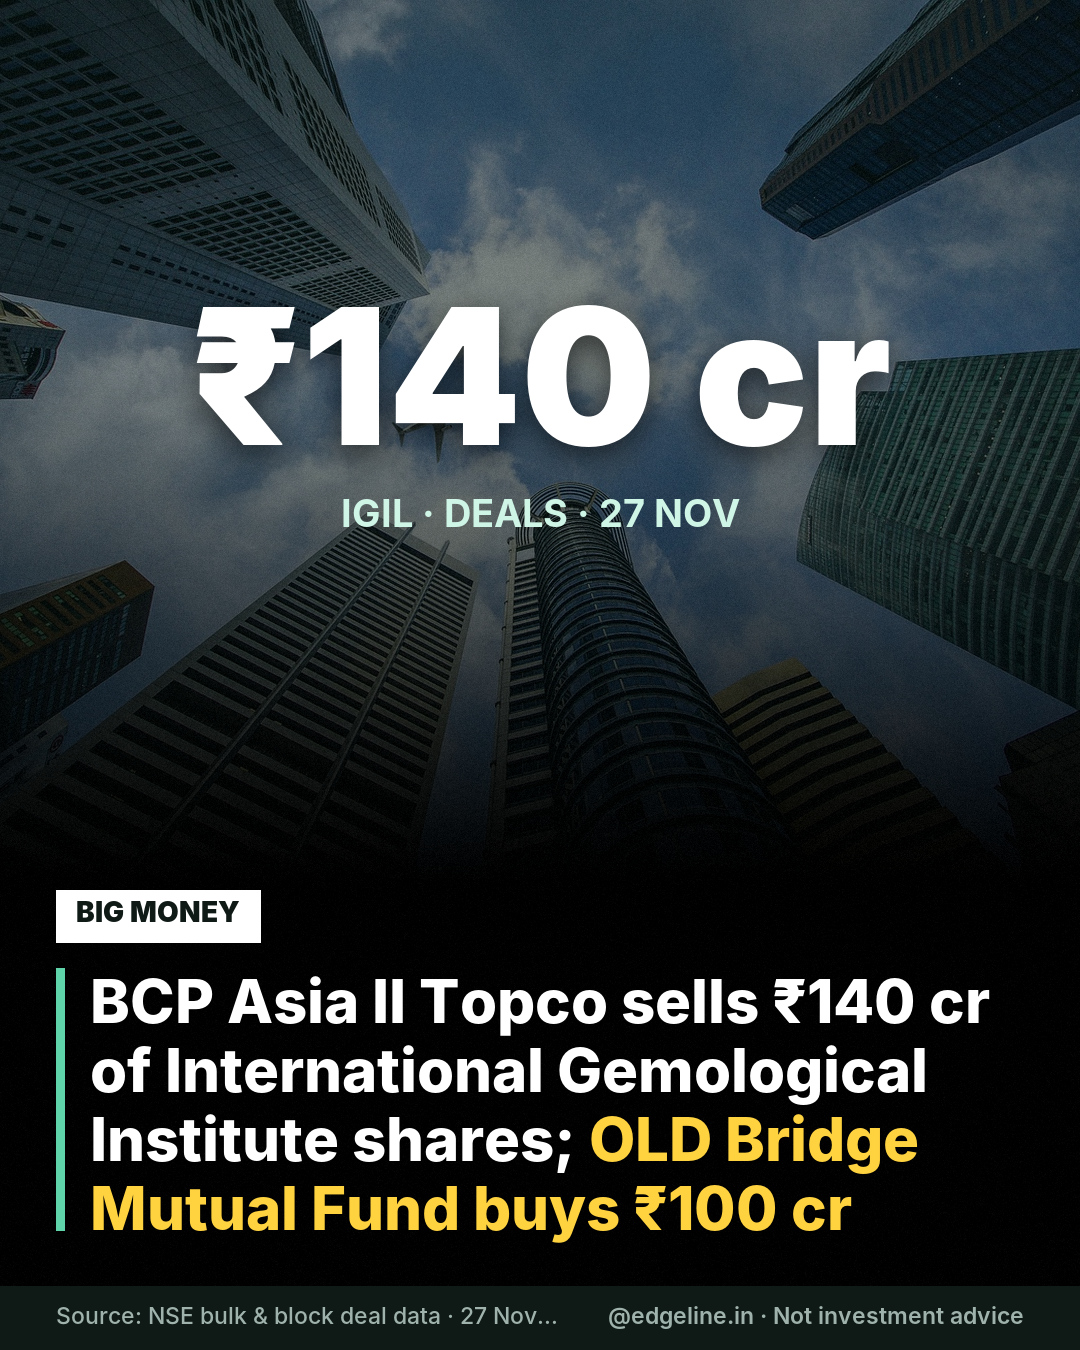 ₹140 cr
IGIL · DEALS · 27 NOV
BIG MONEY
BCP Asia II Topco sells ₹140 cr
of International Gemological
Institute shares; OLD Bridge
Mutual Fund buys ₹100 cr
Source: NSE bulk & block deal data · 27 Nov...
@edgeline.in · Not investment advice